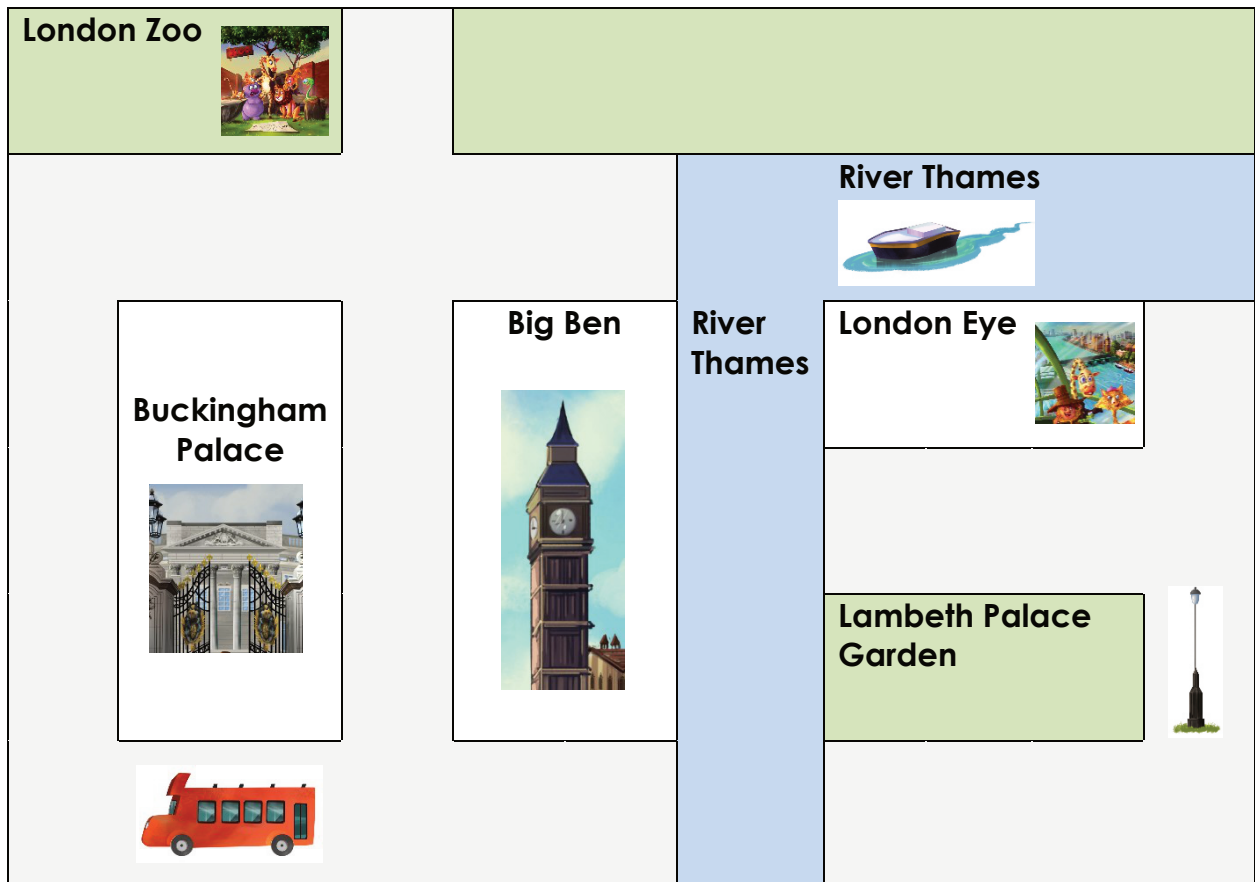 London Zoo
River Thames
Big Ben
River
Thames
London Eye
Buckingham
Palace
Lambeth Palace
Garden